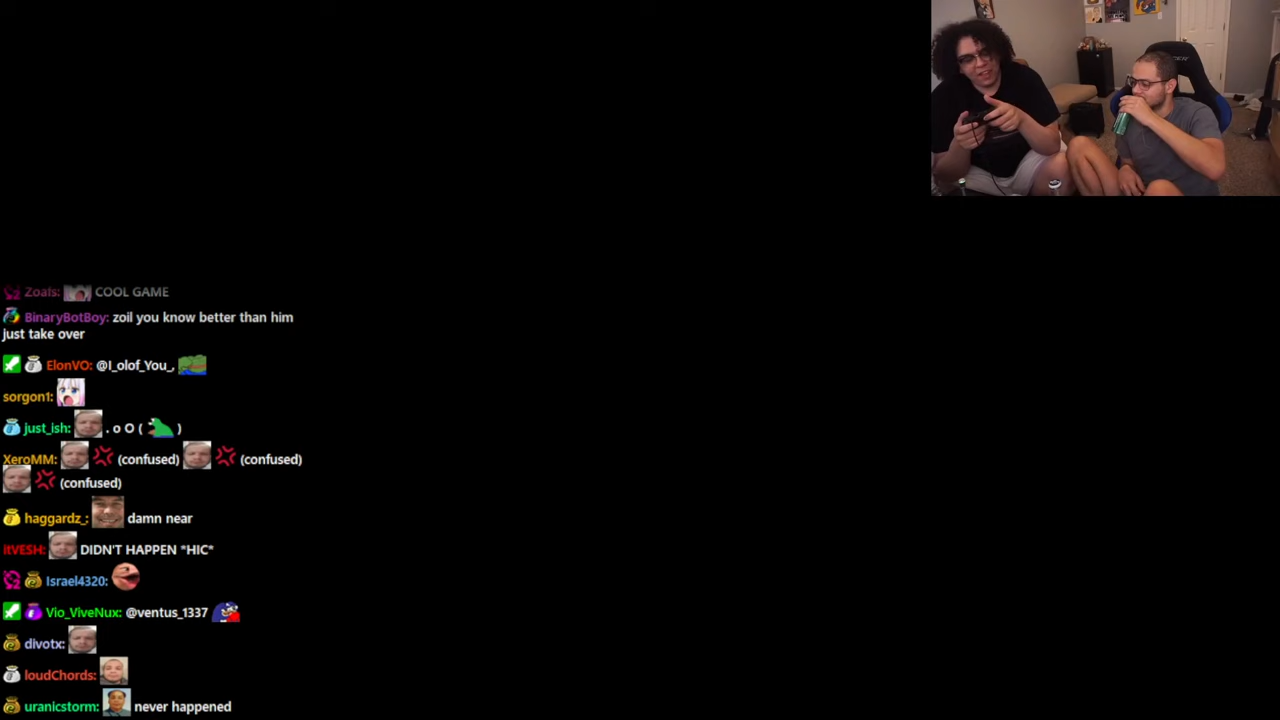 Zoals: COOL GAME
BinaryBotBoy: zoil you know better than him
just take over
ElonVO: @I_olof_You_,
sorgon1:
just_ish: . o O ( )
XeroMM: (confused) (confused)
(confused)
haggardz_: damn near
itVESH: DIDN'T HAPPEN *HIC*
Israel4320:
Vio_ViveNux: @ventus_1337
divotx:
loudChords:
uranicstorm: never happened